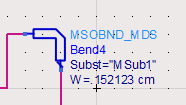 MSOBND_MDS
Bend4
Subst="MSub1"
W=.152123 cm